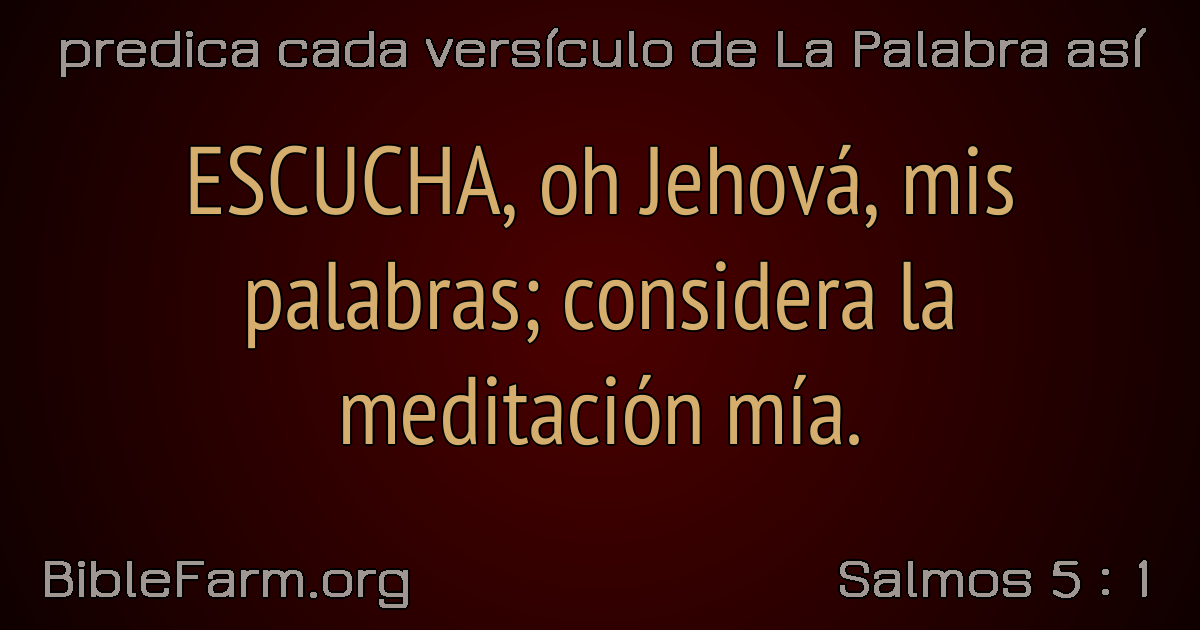 predica cada versículo de La Palabra así
ESCUCHA, oh Jehová, mis
palabras; considera la
meditación mía.
BibleFarm.org
Salmos 5 : 1